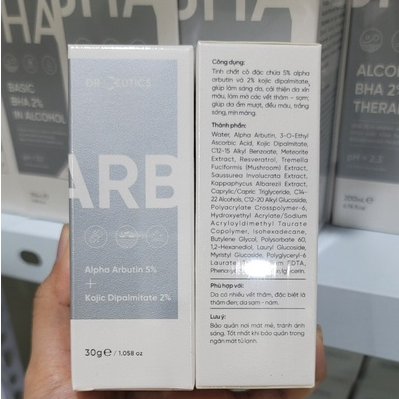 BASIC
BHA 2%
IN ALCOHOL
ARB
Alpha Arbutin 5%
+
Kojic Dipalmitate 2%
30g e / 1.058 oz
Công dụng:
Tinh chất cô đặc chứa 5% alpha
arbutin và 2% kojic dipalmitate,
giúp làm sáng da, cải thiện da xỉn
màu, làm mờ các vết thâm - sạm;
giúp da ẩm mượt, đều màu, trắng
sáng, mịn màng.
Thành phần:
Water, Alpha Arbutin, 3-O-Ethyl
Ascorbic Acid, Kojic Dipalmitate,
C12-15 Alkyl Benzoate, Meteorite
Extract, Resveratrol, Tremella
Fuciformis (Mushroom) Extract,
Saussurea Involucrata Extract,
Kappaphycus Alvarezii Extract,
Caprylic/Capric Triglyceride, C14-
22 Alcohols, C12-20 Alkyl Glucoside,
Polyacrylate Crosspolymer-6,
Hydroxyethyl Acrylate/Sodium
Acryloyldimethyl Taurate
Copolymer, Isohexadecane,
Butylene Glycol, Polysorbate 60,
1,2-Hexanediol, Lauryl Glucoside,
Myristyl Glucoside, Polyglyceryl-6
EDTA,
Phù hợp với:
Da có nhiều vết thâm, đặc biệt là
thâm đen; da sạm - nám.
Lưu ý:
Bảo quản nơi mát mẻ, tránh ánh
sáng. Tốt nhất khi bảo quản trong
ngăn mát tủ lạnh.
ALCO
BHA 2%
THERA